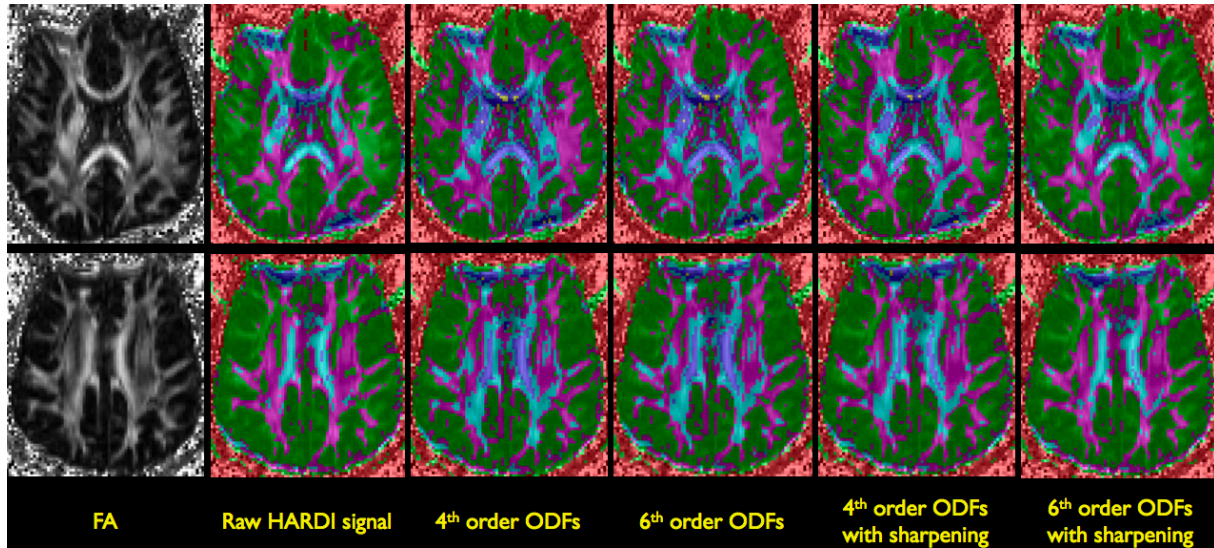 FA
Raw HARDI signal
4th order ODFs
6th order ODFs
4th order ODFs
with sharpening
6th order ODFs
with sharpening